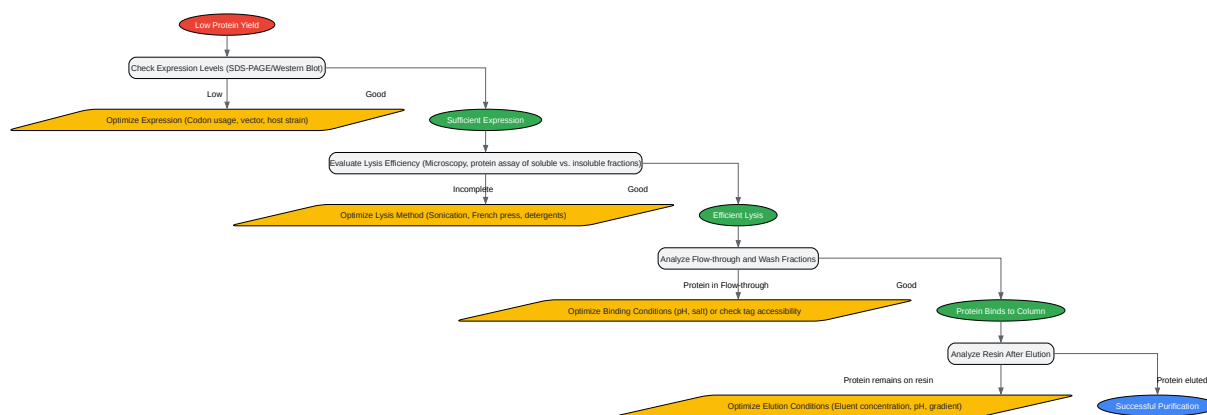 Low Protein Yield
Check Expression Levels (SDS-PAGE/Western Blot)
Low
Good
Optimize Expression (Codon usage, vector, host strain)
Sufficient Expression
Evaluate Lysis Efficiency (Microscopy, protein assay of soluble vs. insoluble fractions)
Incomplete
Good
Optimize Lysis Method (Sonication, French press, detergents)
Efficient Lysis
Analyze Flow-through and Wash Fractions
Protein in Flow-through
Good
Optimize Binding Conditions (pH, salt) or check tag accessibility
Protein Binds to Column
Analyze Resin After Elution
Protein remains on resin
Protein eluted
Optimize Elution Conditions (Eluent concentration, pH, gradient)
Successful Purification